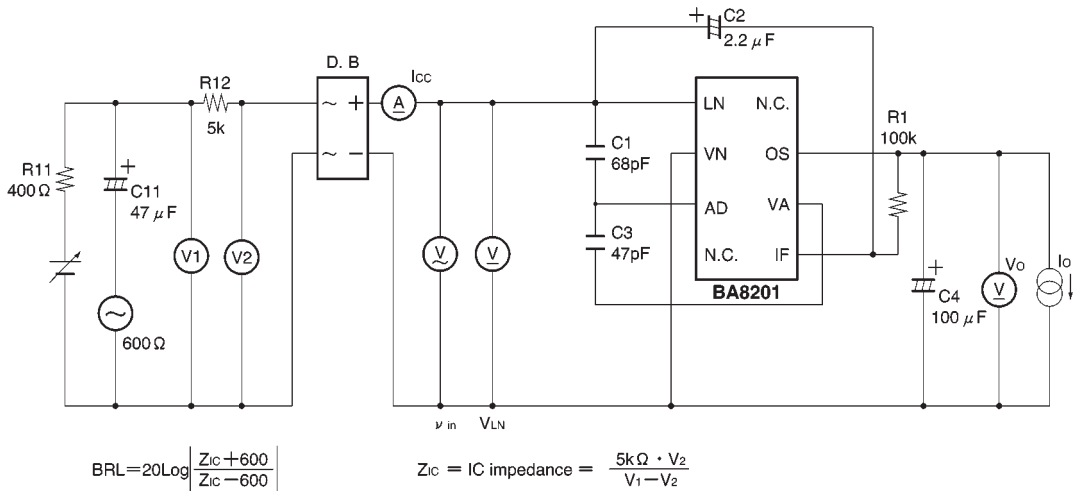 C2
2.2 μF
D. B
ICC
R12
5k
A
LN
N.C.
R1
100k
C1
68pF
VN
OS
R11
400Ω
C11
47 μF
AD
VA
C3
47pF
V1
V2
V
V
N.C.
IF
BA8201
VO
IO
V
C4
100 μF
600Ω
ν in
VLN
BRL=20Log|ZIC+600/ZIC−600|
ZIC = IC impedance = 5kΩ · V2/V1−V2